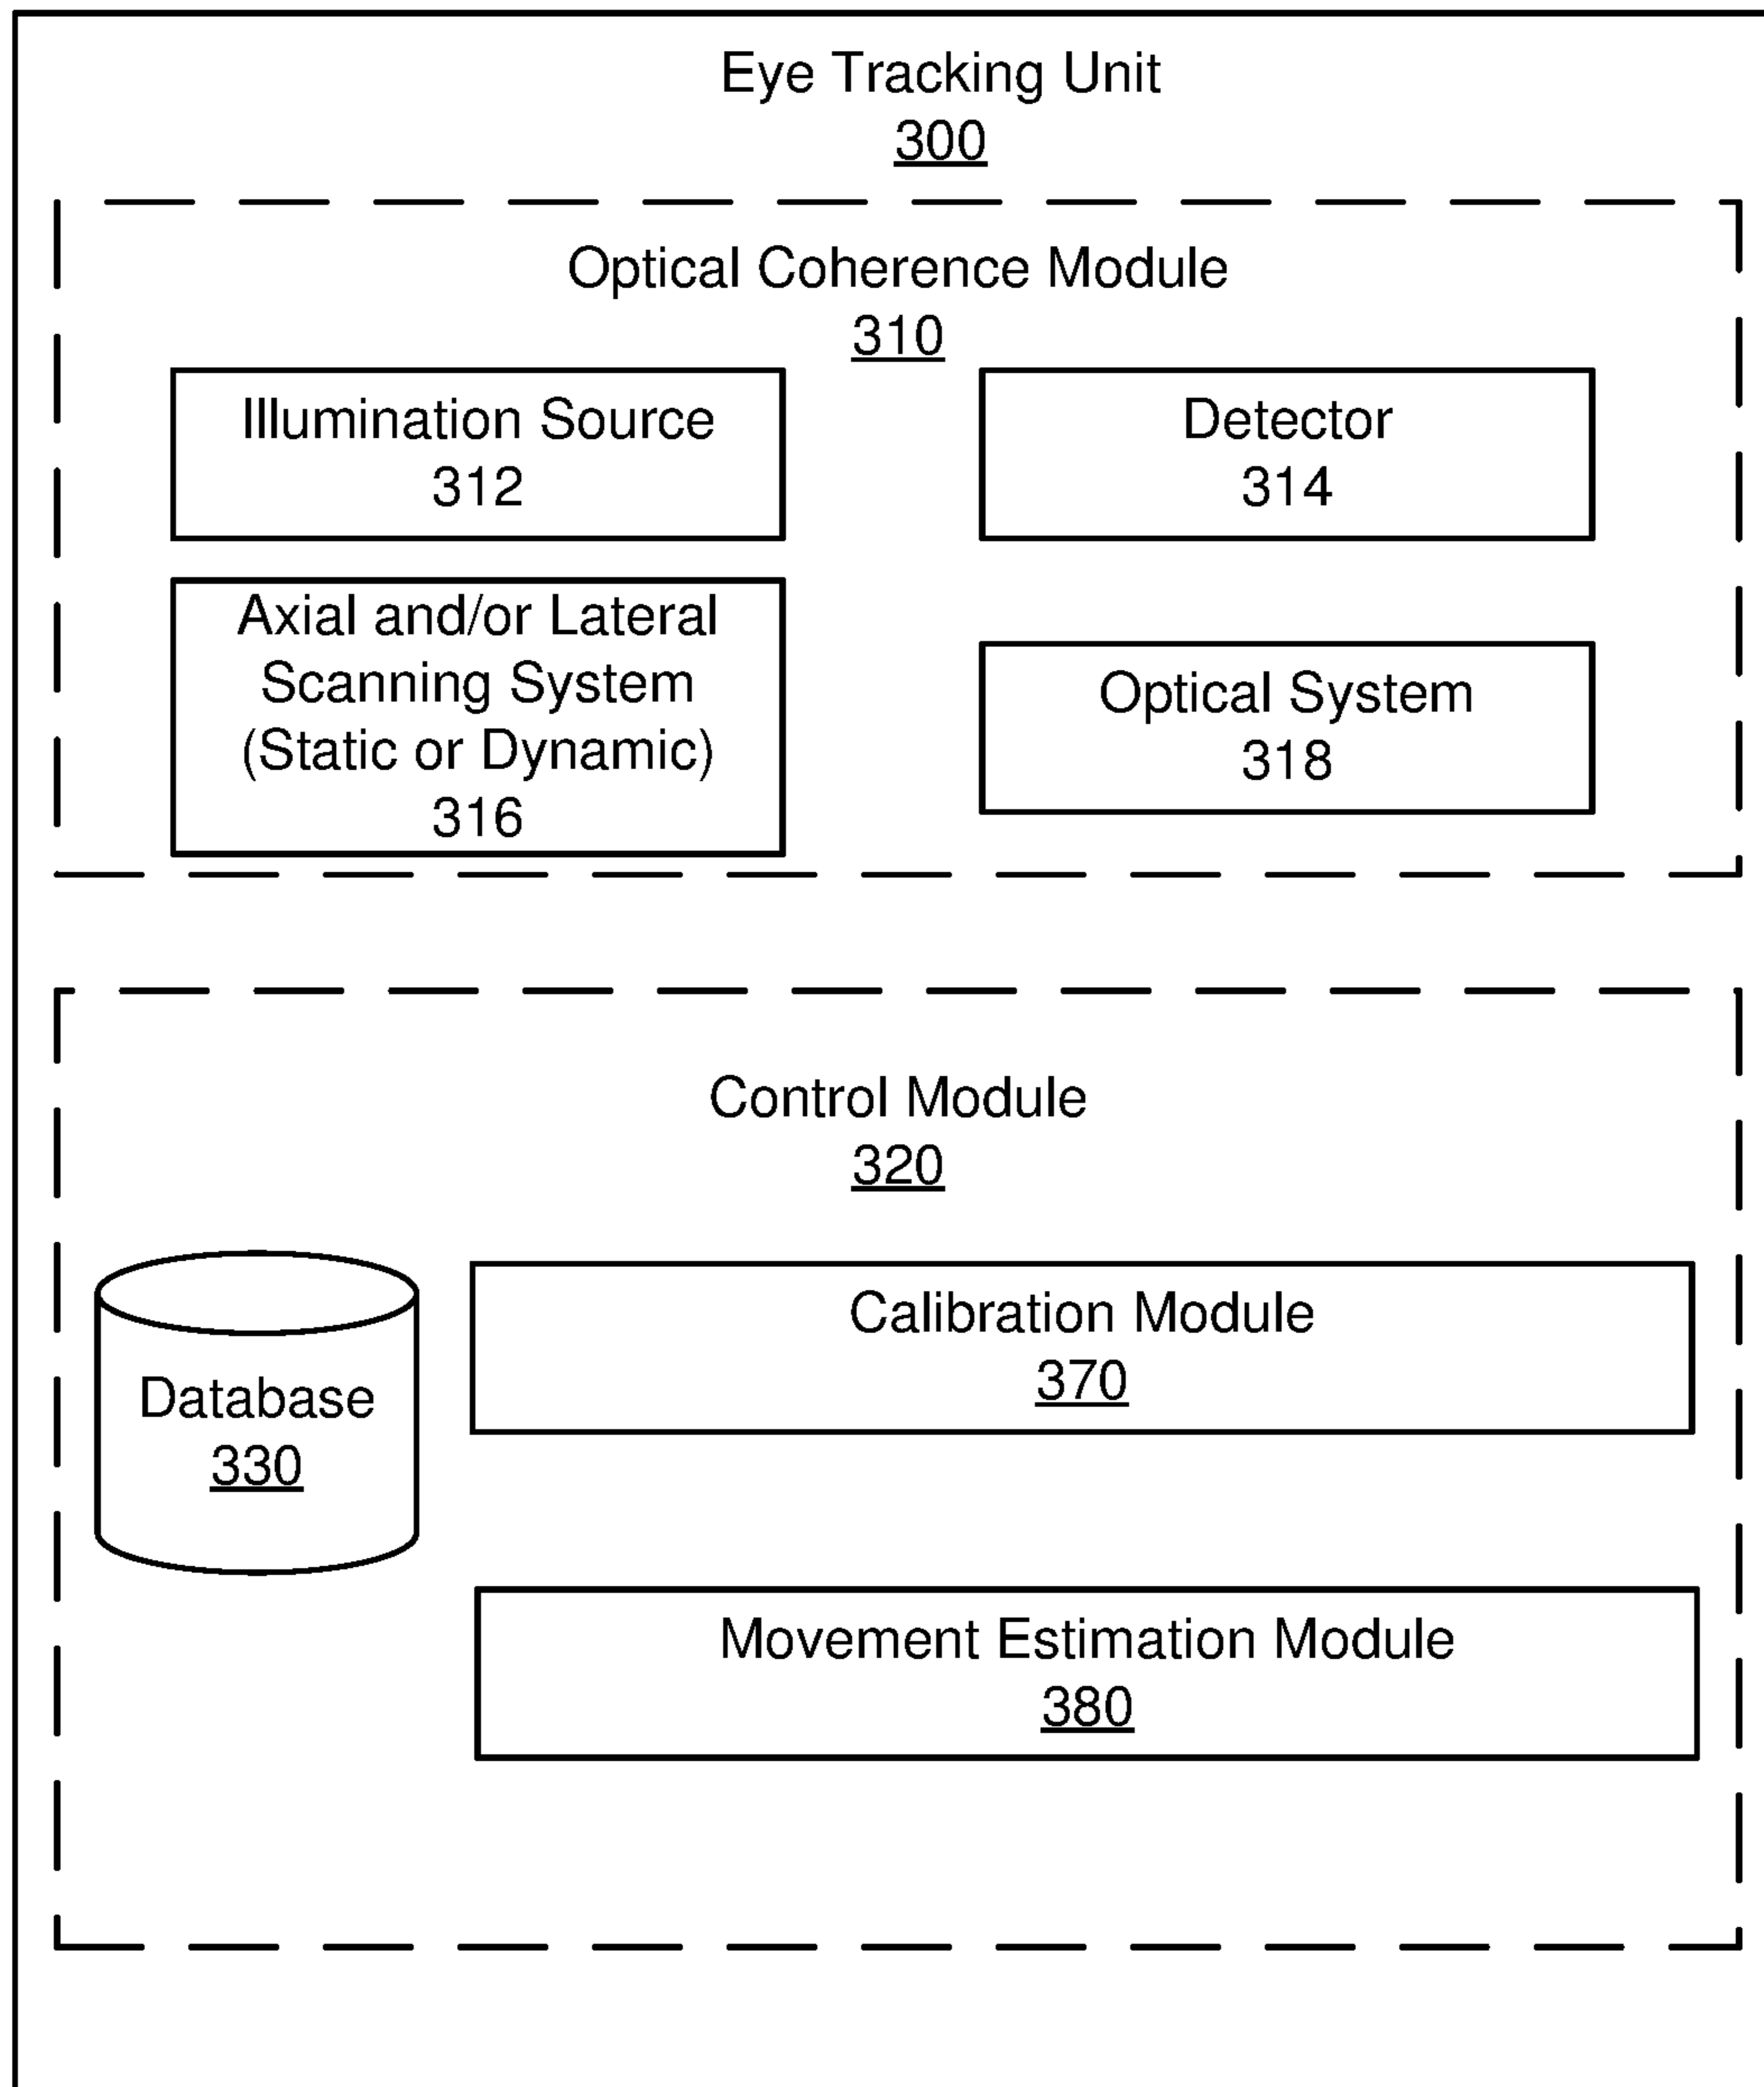 Eye Tracking Unit
300
Optical Coherence Module
310
Illumination Source
312
Detector
314
Axial and/or Lateral
Scanning System
(Static or Dynamic)
316
Optical System
318
Control Module
320
Database
330
Calibration Module
370
Movement Estimation Module
380